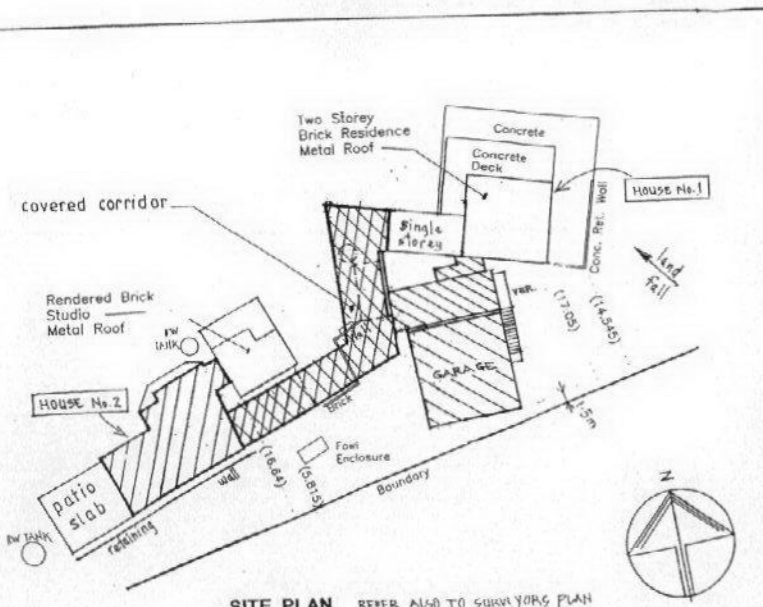 Two Storey
Brick Residence
Metal Roof
Concrete
Concrete
Deck
HOUSE No.1
covered corridor
single
storey
Conc. Ret. Wall
land
fall
Rendered Brick
Studio
Metal Roof
RW
TANK
VER.
(17.05)
(14.545)
GARAGE
HOUSE No.2
Brick
1.5m
Fowl
Enclosure
(16.64)
(5.815)
Boundary
wall
patio
slab
retaining
RW TANK
N
SITE PLAN REFER ALSO TO SURVEYORS PLAN